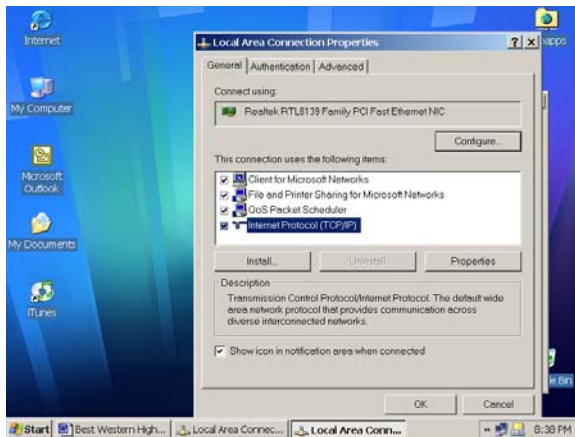 Internet
My Computer
Microsoft
Outlook
My Documents
iTunes
Local Area Connection Properties
General
Authentication
Advanced
Connect using:
Realtek RTL8139 Family PCI Fast Ethernet NIC
Configure...
This connection uses the following items:
Client for Microsoft Networks
File and Printer Sharing for Microsoft Networks
QoS Packet Scheduler
Internet Protocol (TCP/IP)
Install...
Uninstall
Properties
Description
Transmission Control Protocol/Internet Protocol. The default wide
area network protocol that provides communication across
diverse interconnected networks.
Show icon in notification area when connected
OK
Cancel
apps
le Bin
Start
Best Western High...
Local Area Connec...
Local Area Conn...
8:38 PM